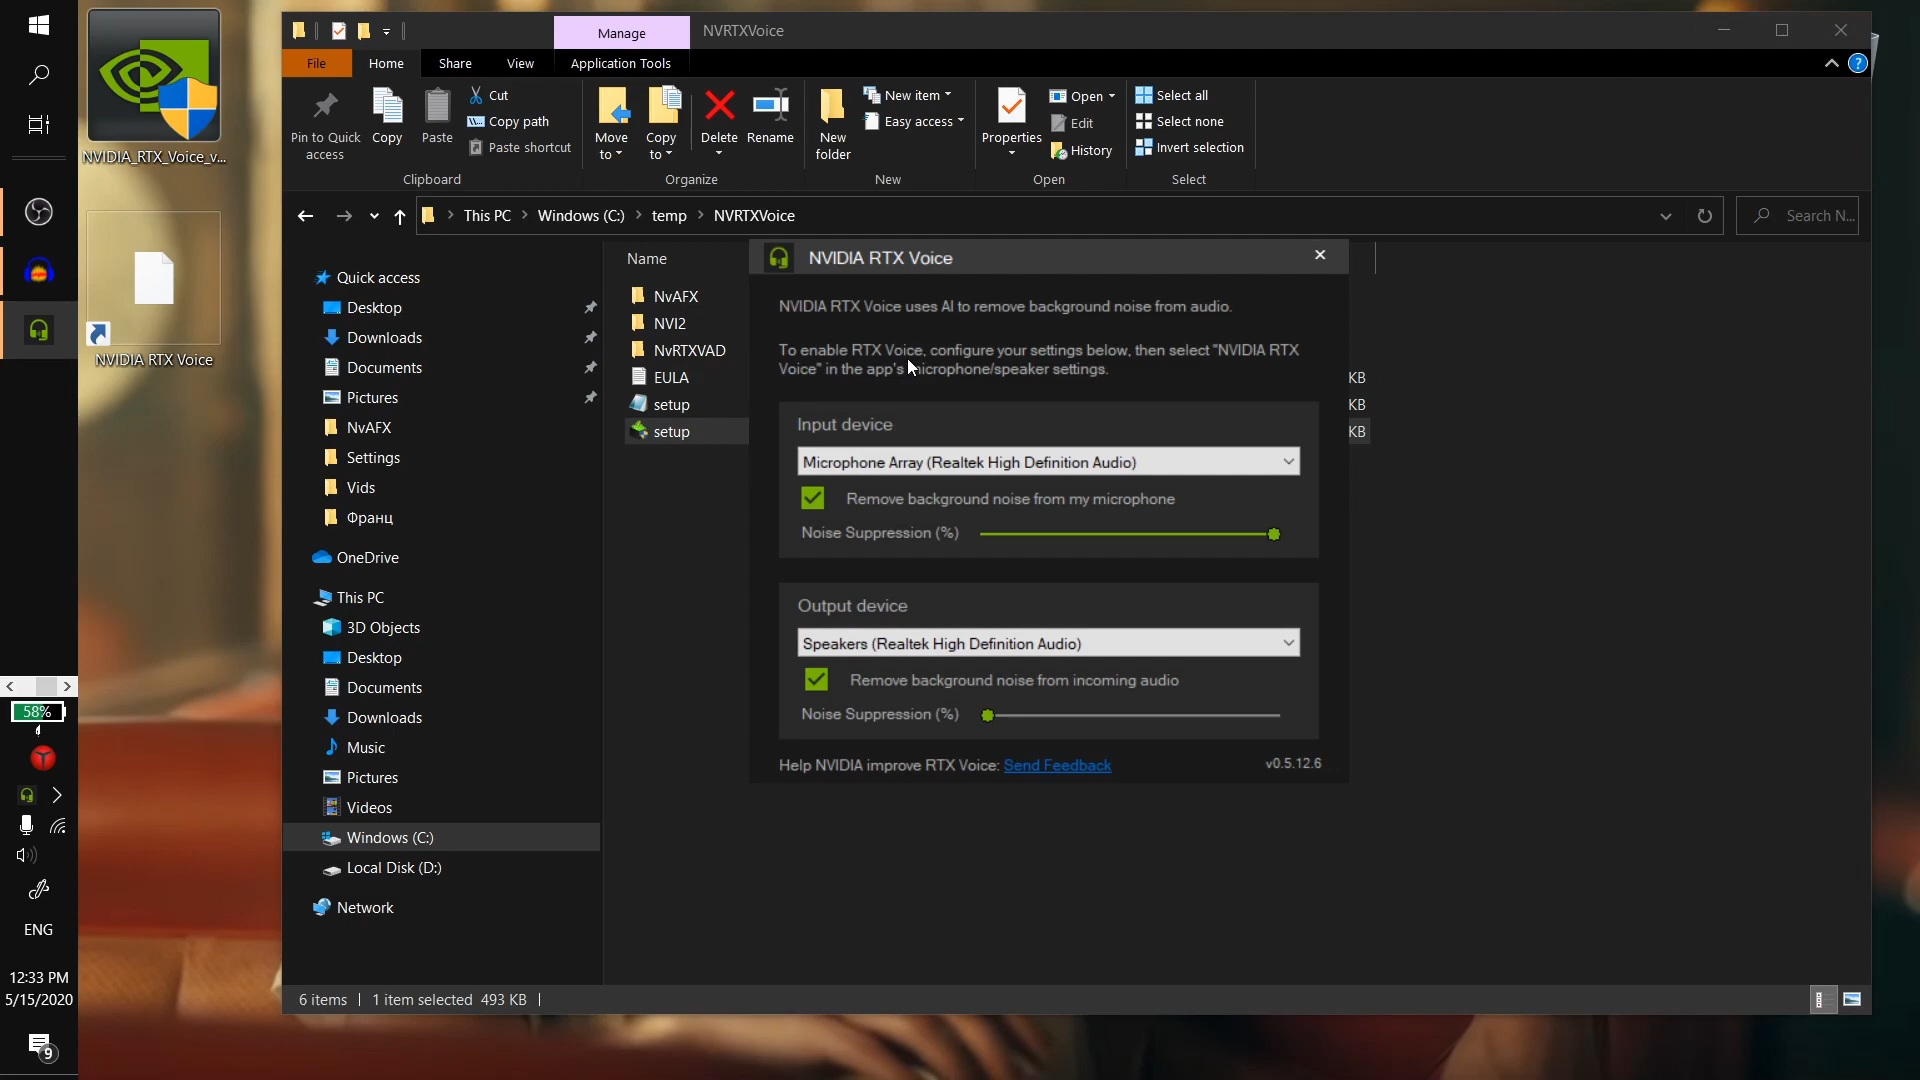 NVIDIA_RTX_Voice_v...
NVIDIA RTX Voice
58%
ENG
12:33 PM
5/15/2020
9
Manage
NVRTXVoice
File
Home
Share
View
Application Tools
Pin to Quick
access
Copy
Paste
Cut
Copy path
Paste shortcut
Clipboard
Move
to
Copy
to
Delete
Rename
Organize
New
folder
New item
Easy access
New
Properties
Open
Edit
History
Open
Select all
Select none
Invert selection
Select
This PC
Windows (C:)
temp
NVRTXVoice
Search N...
Quick access
Desktop
Downloads
Documents
Pictures
NvAFX
Settings
Vids
Франц
OneDrive
This PC
3D Objects
Desktop
Documents
Downloads
Music
Pictures
Videos
Windows (C:)
Local Disk (D:)
Network
Name
NvAFX
NVI2
NvRTXVAD
EULA
setup
setup
KB
KB
KB
NVIDIA RTX Voice
NVIDIA RTX Voice uses AI to remove background noise from audio.
To enable RTX Voice, configure your settings below, then select "NVIDIA RTX
Voice" in the app's microphone/speaker settings.
Input device
Microphone Array (Realtek High Definition Audio)
Remove background noise from my microphone
Noise Suppression (%)
Output device
Speakers (Realtek High Definition Audio)
Remove background noise from incoming audio
Noise Suppression (%)
Help NVIDIA improve RTX Voice: Send Feedback
v0.5.12.6
6 items
1 item selected 493 KB